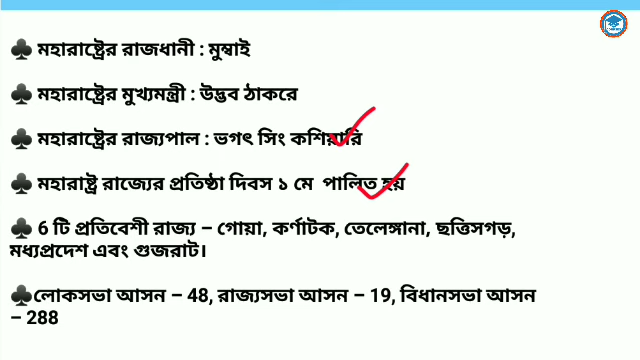 ♣ মহারাষ্ট্রের রাজধানী : মুম্বাই
♣ মহারাষ্ট্রের মুখ্যমন্ত্রী : উদ্ভব ঠাকরে
♣ মহারাষ্ট্রের রাজ্যপাল : ভগৎ সিং কশিয়ারি
♣ মহারাষ্ট্র রাজ্যের প্রতিষ্ঠা দিবস ১ মে পালিত হয়
♣ 6 টি প্রতিবেশী রাজ্য – গোয়া, কর্ণাটক, তেলেঙ্গানা, ছত্তিসগড়,
মধ্যপ্রদেশ এবং গুজরাট।
♣লোকসভা আসন – 48, রাজ্যসভা আসন – 19, বিধানসভা আসন
– 288